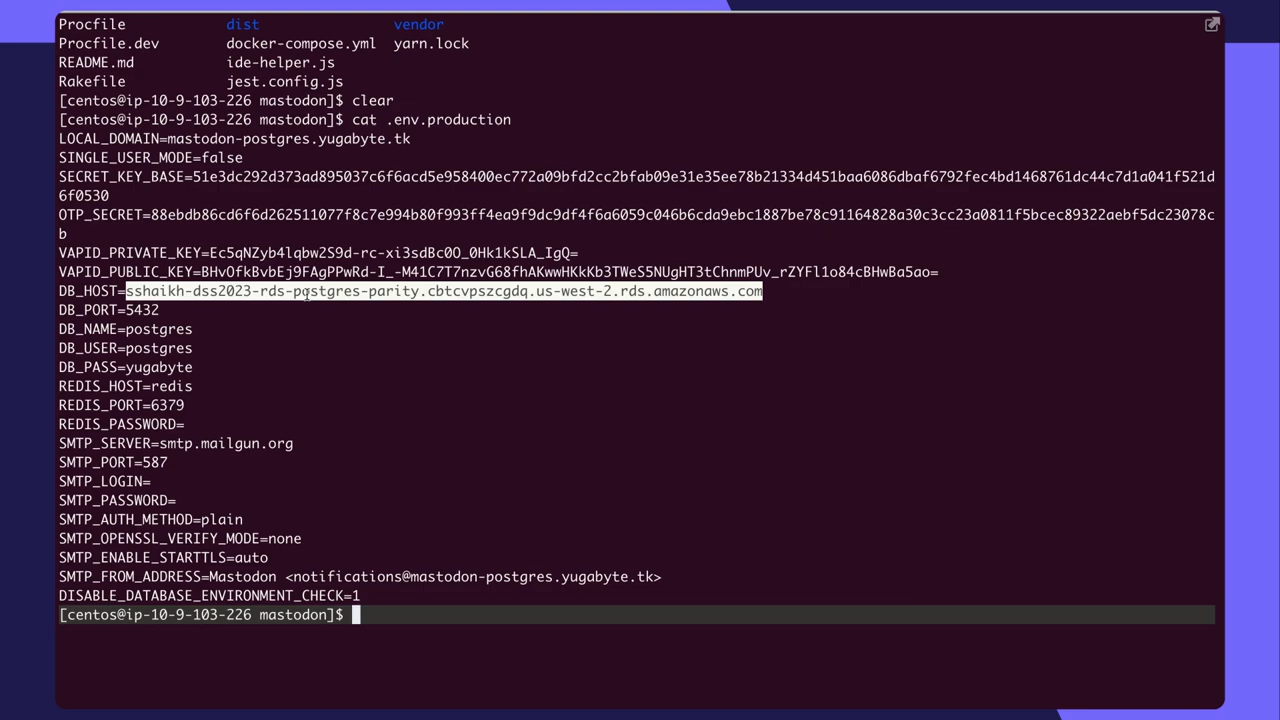 Procfile dist vendor
Procfile.dev docker-compose.yml yarn.lock
README.md ide-helper.js
Rakefile jest.config.js
[centos@ip-10-9-103-226 mastodon]$ clear
[centos@ip-10-9-103-226 mastodon]$ cat .env.production
LOCAL_DOMAIN=mastodon-postgres.yugabyte.tk
SINGLE_USER_MODE=false
SECRET_KEY_BASE=51e3dc292d373ad895037c6f6acd5e958400ec772a09bfd2cc2bfab09e31e35ee78b21334d451baa6086dbaf6792fec4bd1468761dc44c7d1a041f521d
6f0530
OTP_SECRET=88ebdb86cd6f6d262511077f8c7e994b80f993ff4ea9f9dc9df4f6a6059c046b6cda9ebc1887be78c91164828a30c3cc23a0811f5bcec89322aebf5dc23078c
b
VAPID_PRIVATE_KEY=Ec5qNZyb4lqbw2S9d-rc-xi3sdBc0O_0Hk1kSLA_IgQ=
VAPID_PUBLIC_KEY=BHvOfkBvbEj9FAgPPwRd-I_-M41C7T7nzvG68fhAKwwHKkKb3TWeS5NUgHT3tChnmPUv_rZYFl1o84cBHwBa5ao=
DB_HOST=sshaikh-dss2023-rds-postgres-parity.cbtcvpszcgdq.us-west-2.rds.amazonaws.com
DB_PORT=5432
DB_NAME=postgres
DB_USER=postgres
DB_PASS=yugabyte
REDIS_HOST=redis
REDIS_PORT=6379
REDIS_PASSWORD=
SMTP_SERVER=smtp.mailgun.org
SMTP_PORT=587
SMTP_LOGIN=
SMTP_PASSWORD=
SMTP_AUTH_METHOD=plain
SMTP_OPENSSL_VERIFY_MODE=none
SMTP_ENABLE_STARTTLS=auto
SMTP_FROM_ADDRESS=Mastodon <notifications@mastodon-postgres.yugabyte.tk>
DISABLE_DATABASE_ENVIRONMENT_CHECK=1
[centos@ip-10-9-103-226 mastodon]$